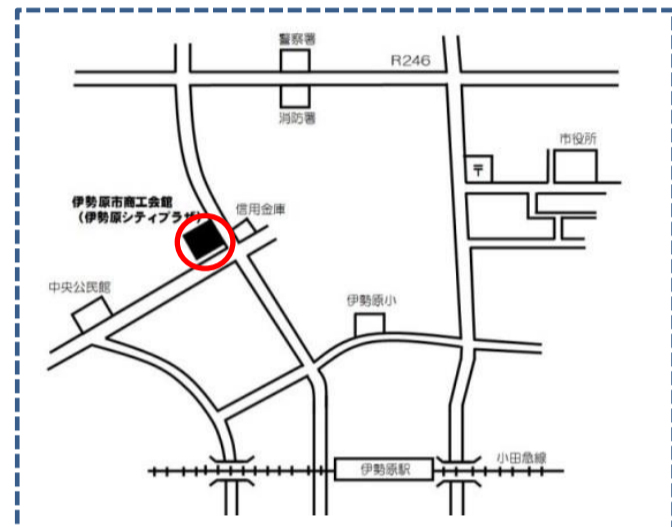 警察署
R246
消防署
市役所
〒
伊勢原市商工会館
(伊勢原シティプラザ)
信用金庫
中央公民館
伊勢原小
小田急線
伊勢原駅